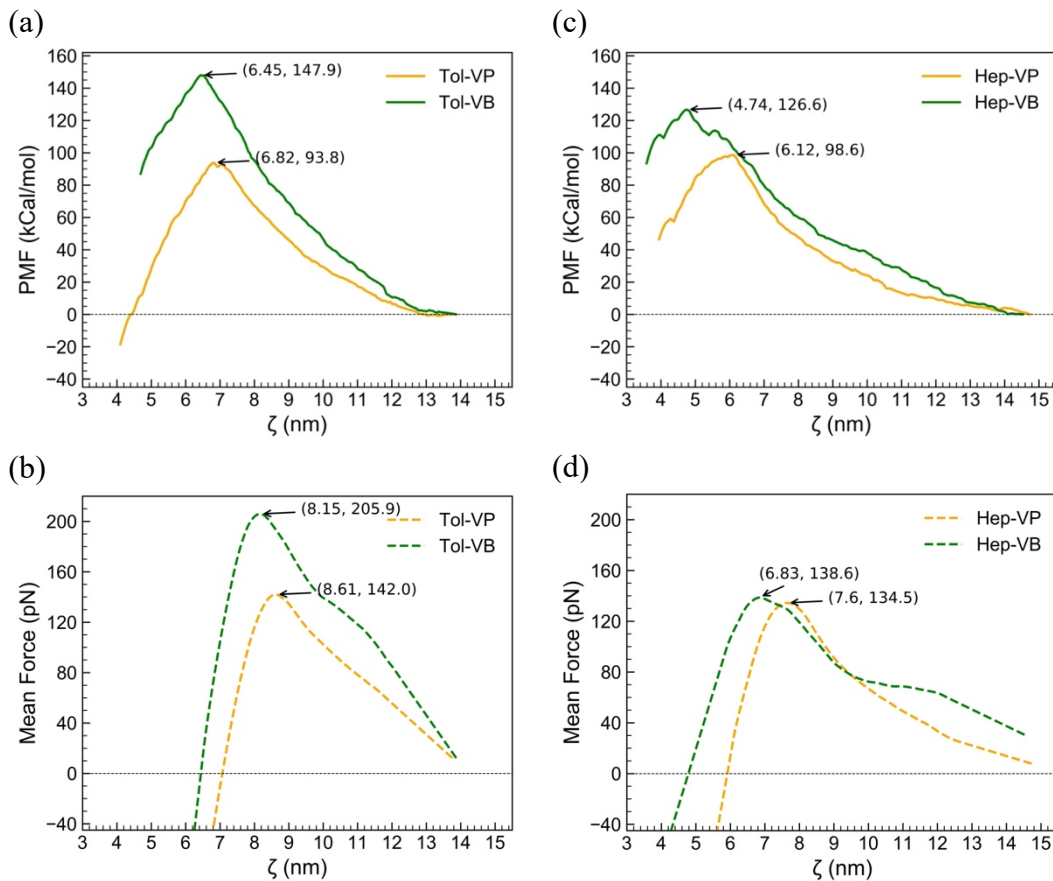 (a)
160
140
120
100
80
60
40
20
0
−20
−40
PMF (kCal/mol)
(6.45, 147.9)
(6.82, 93.8)
Tol-VP
Tol-VB
3 4 5 6 7 8 9 10 11 12 13 14 15
ζ (nm)
(c)
160
140
120
100
80
60
40
20
0
−20
−40
PMF (kCal/mol)
(4.74, 126.6)
(6.12, 98.6)
Hep-VP
Hep-VB
3 4 5 6 7 8 9 10 11 12 13 14 15
ζ (nm)
(b)
200
160
120
80
40
0
−40
Mean Force (pN)
(8.15, 205.9)
(8.61, 142.0)
Tol-VP
Tol-VB
3 4 5 6 7 8 9 10 11 12 13 14 15
ζ (nm)
(d)
200
160
120
80
40
0
−40
Mean Force (pN)
(6.83, 138.6)
(7.6, 134.5)
Hep-VP
Hep-VB
3 4 5 6 7 8 9 10 11 12 13 14 15
ζ (nm)